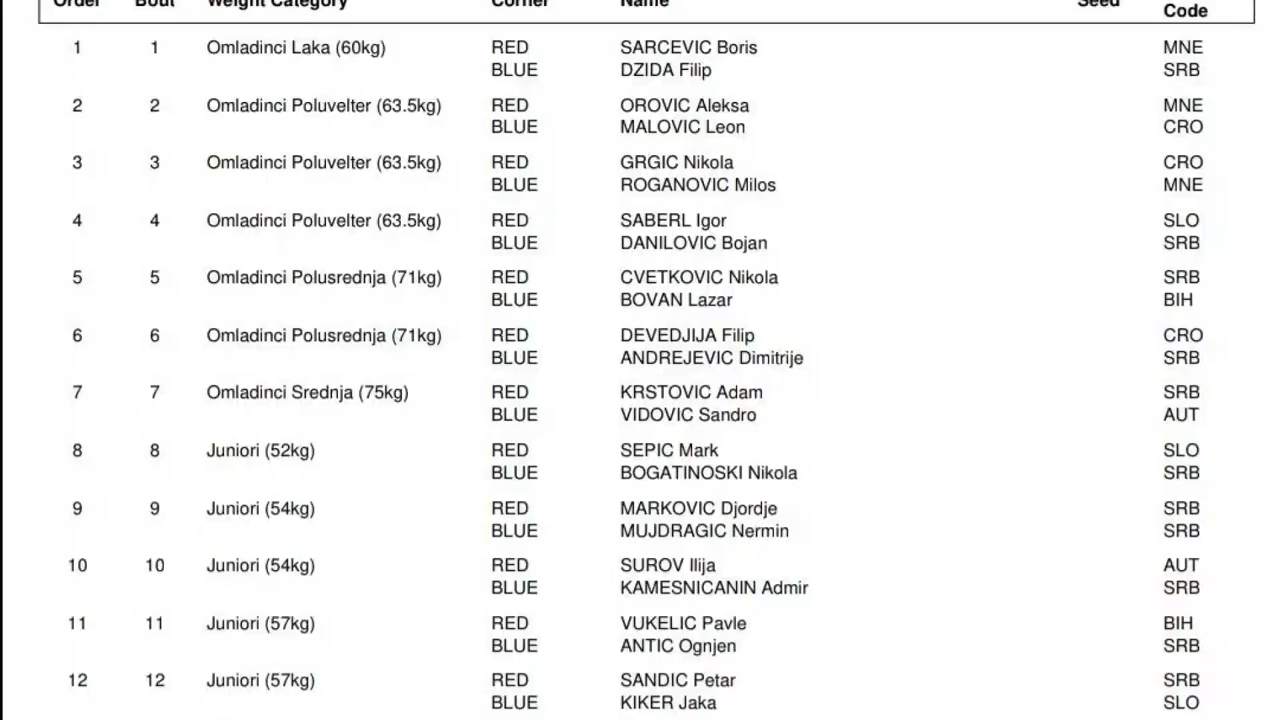 Order Bout Weight Category Corner Name Seed Code
1 1 Omladinci Laka (60kg) RED SARCEVIC Boris MNE
BLUE DZIDA Filip SRB
2 2 Omladinci Poluvelter (63.5kg) RED OROVIC Aleksa MNE
BLUE MALOVIC Leon CRO
3 3 Omladinci Poluvelter (63.5kg) RED GRGIC Nikola CRO
BLUE ROGANOVIC Milos MNE
4 4 Omladinci Poluvelter (63.5kg) RED SABERL Igor SLO
BLUE DANILOVIC Bojan SRB
5 5 Omladinci Polusrednja (71kg) RED CVETKOVIC Nikola SRB
BLUE BOVAN Lazar BIH
6 6 Omladinci Polusrednja (71kg) RED DEVEDJIJA Filip CRO
BLUE ANDREJEVIC Dimitrije SRB
7 7 Omladinci Srednja (75kg) RED KRSTOVIC Adam SRB
BLUE VIDOVIC Sandro AUT
8 8 Juniori (52kg) RED SEPIC Mark SLO
BLUE BOGATINOSKI Nikola SRB
9 9 Juniori (54kg) RED MARKOVIC Djordje SRB
BLUE MUJDRAGIC Nermin SRB
10 10 Juniori (54kg) RED SUROV Ilija AUT
BLUE KAMESNICANIN Admir SRB
11 11 Juniori (57kg) RED VUKELIC Pavle BIH
BLUE ANTIC Ognjen SRB
12 12 Juniori (57kg) RED SANDIC Petar SRB
BLUE KIKER Jaka SLO